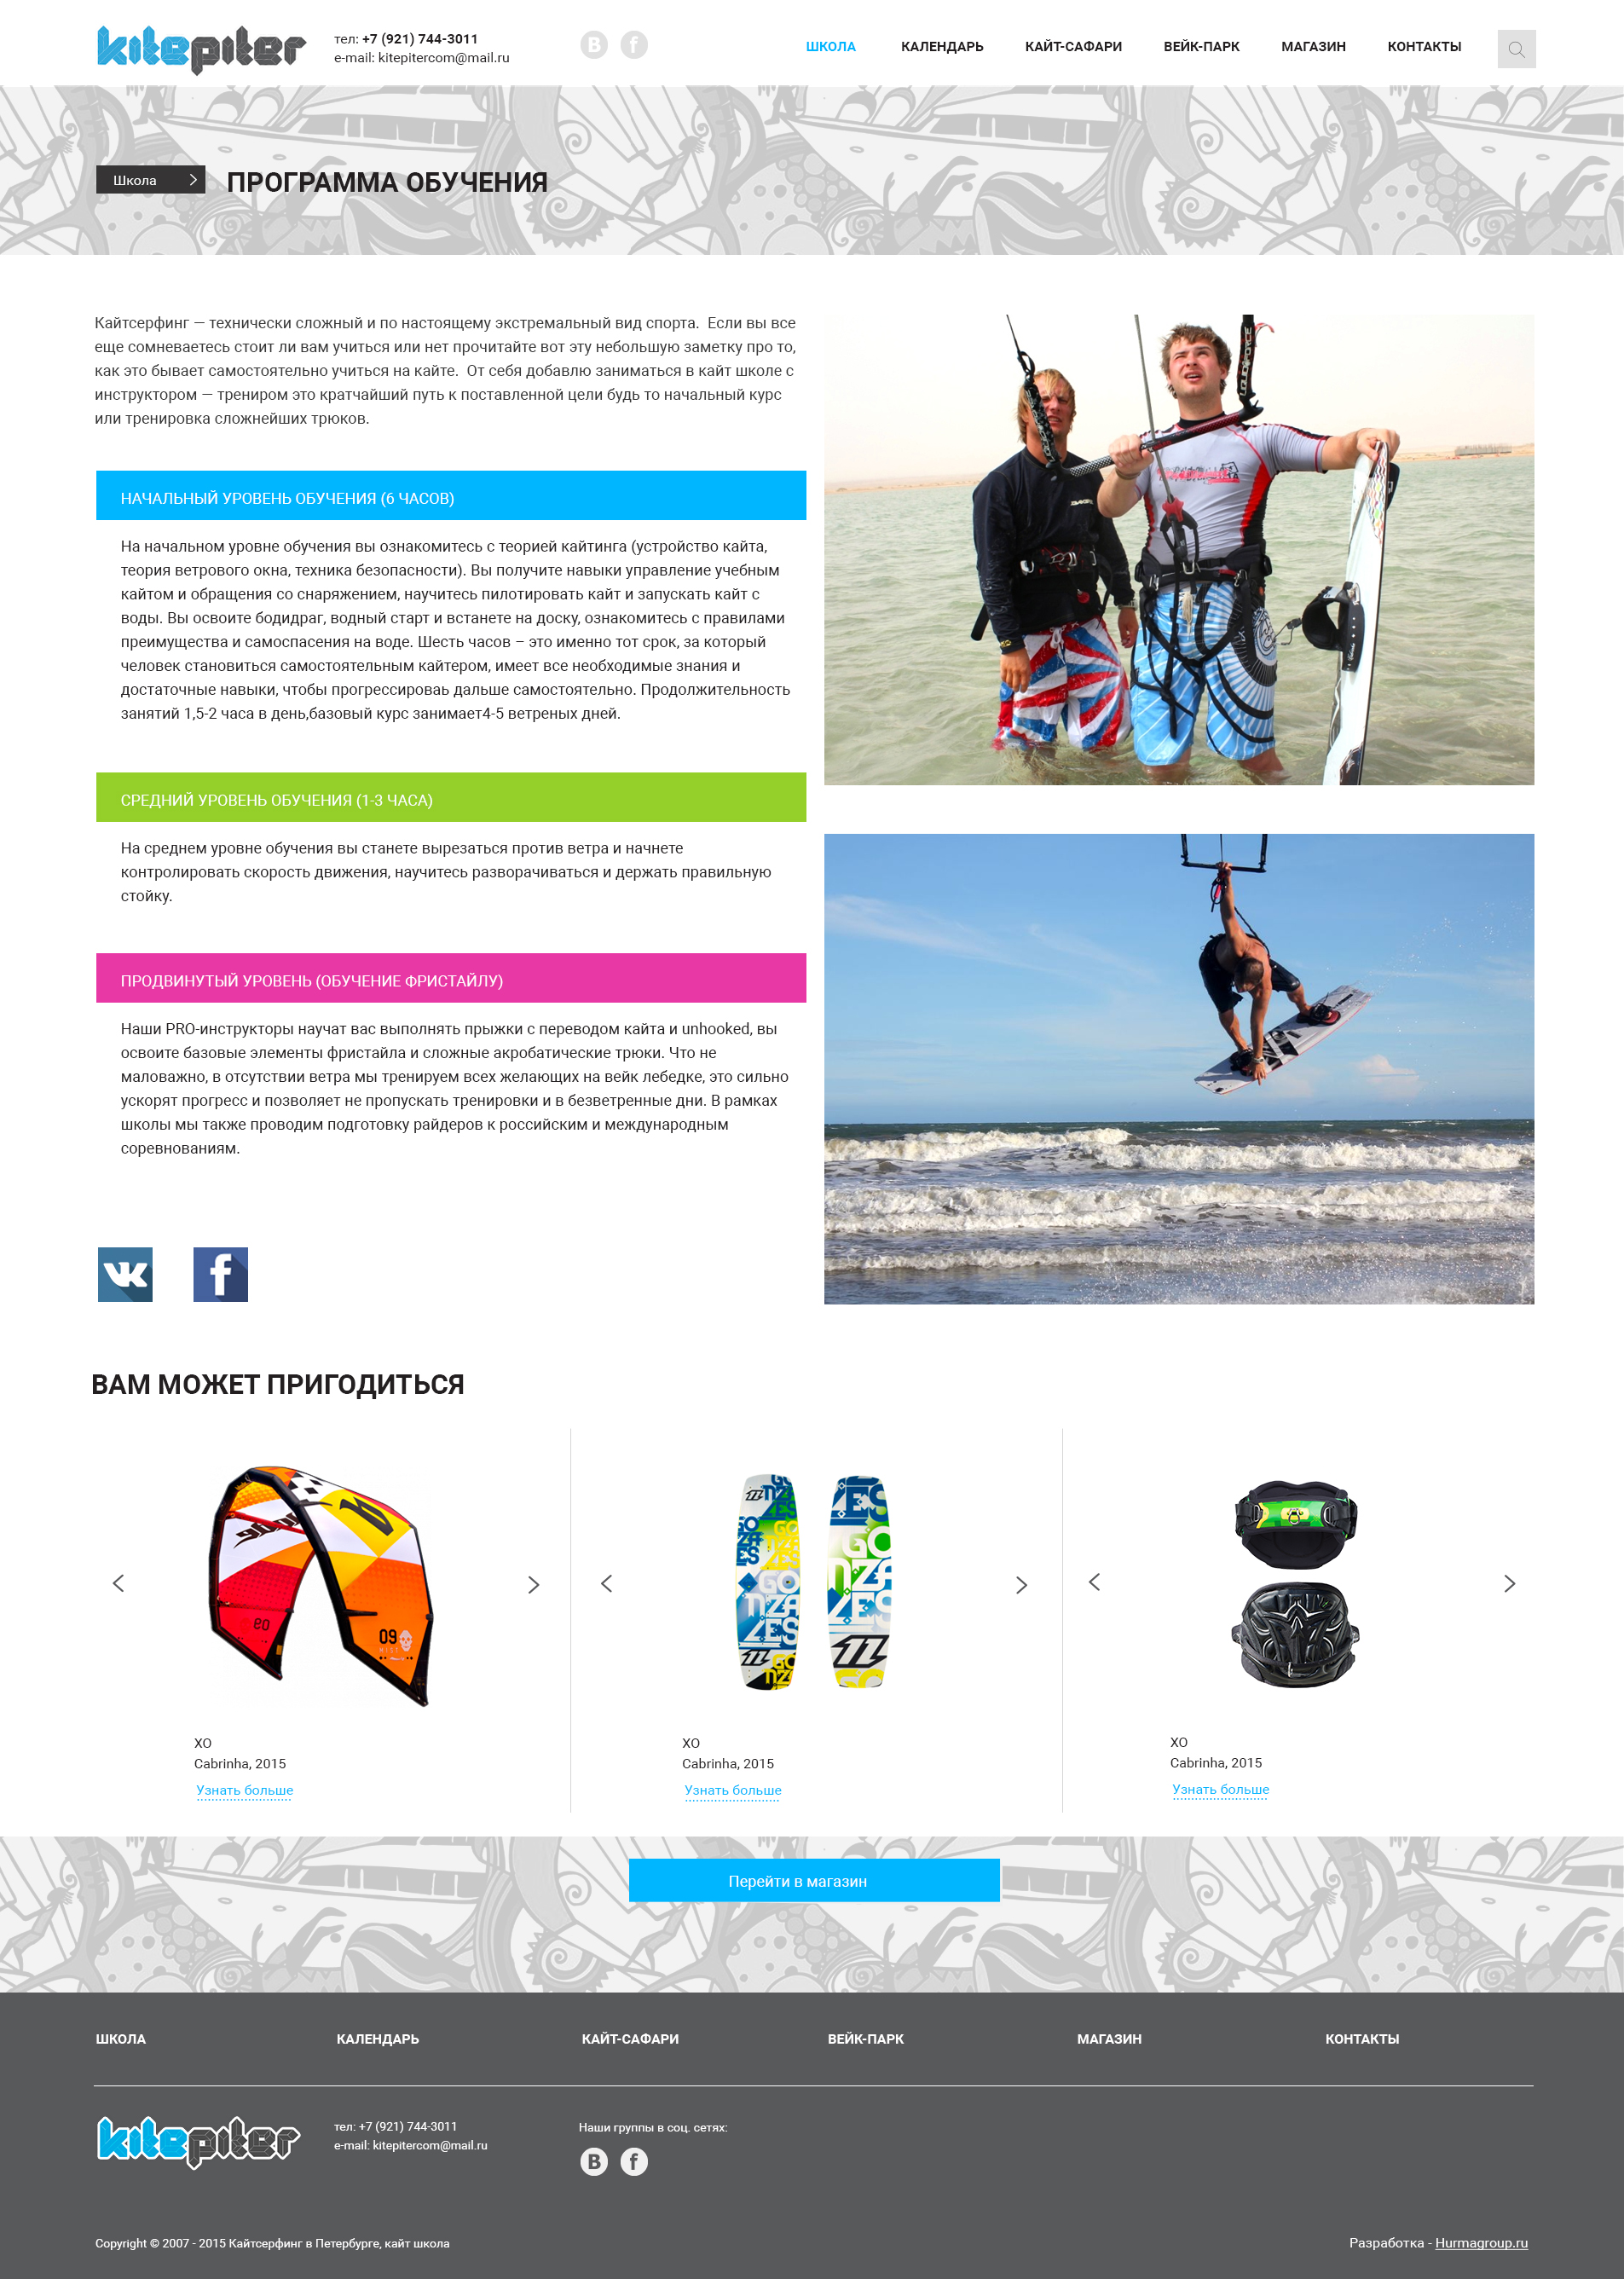 kitepiter
тел: +7 (921) 744-3011
e-mail: kitepitercom@mail.ru
B f
ШКОЛА КАЛЕНДАРЬ КАЙТ-САФАРИ ВЕЙК-ПАРК МАГАЗИН КОНТАКТЫ
Школа
ПРОГРАММА ОБУЧЕНИЯ
Кайтсерфинг — технически сложный и по настоящему экстремальный вид спорта. Если вы все
еще сомневаетесь стоит ли вам учиться или нет прочитайте вот эту небольшую заметку про то,
как это бывает самостоятельно учиться на кайте. От себя добавлю заниматься в кайт школе с
инструктором — трениром это кратчайший путь к поставленной цели будь то начальный курс
или тренировка сложнейших трюков.
НАЧАЛЬНЫЙ УРОВЕНЬ ОБУЧЕНИЯ (6 ЧАСОВ)
На начальном уровне обучения вы ознакомитесь с теорией кайтинга (устройство кайта,
теория ветрового окна, техника безопасности). Вы получите навыки управление учебным
кайтом и обращения со снаряжением, научитесь пилотировать кайт и запускать кайт с
воды. Вы освоите бодидраг, водный старт и встанете на доску, ознакомитесь с правилами
преимущества и самоспасения на воде. Шесть часов – это именно тот срок, за который
человек становиться самостоятельным кайтером, имеет все необходимые знания и
достаточные навыки, чтобы прогрессироваь дальше самостоятельно. Продолжительность
занятий 1,5-2 часа в день,базовый курс занимает4-5 ветреных дней.
СРЕДНИЙ УРОВЕНЬ ОБУЧЕНИЯ (1-3 ЧАСА)
На среднем уровне обучения вы станете вырезаться против ветра и начнете
контролировать скорость движения, научитесь разворачиваться и держать правильную
стойку.
ПРОДВИНУТЫЙ УРОВЕНЬ (ОБУЧЕНИЕ ФРИСТАЙЛУ)
Наши PRO-инструкторы научат вас выполнять прыжки с переводом кайта и unhooked, вы
освоите базовые элементы фристайла и сложные акробатические трюки. Что не
маловажно, в отсутствии ветра мы тренируем всех желающих на вейк лебедке, это сильно
ускорят прогресс и позволяет не пропускать тренировки и в безветренные дни. В рамках
школы мы также проводим подготовку райдеров к российским и международным
соревнованиям.
VK f
ВАМ МОЖЕТ ПРИГОДИТЬСЯ
09
GONZALES
XO
Cabrinha, 2015
Узнать больше
XO
Cabrinha, 2015
Узнать больше
XO
Cabrinha, 2015
Узнать больше
Перейти в магазин
ШКОЛА КАЛЕНДАРЬ КАЙТ-САФАРИ ВЕЙК-ПАРК МАГАЗИН КОНТАКТЫ
kitepiter
тел: +7 (921) 744-3011
e-mail: kitepitercom@mail.ru
Наши группы в соц. сетях:
B f
Copyright © 2007 - 2015 Кайтсерфинг в Петербурге, кайт школа
Разработка - Hurmagroup.ru